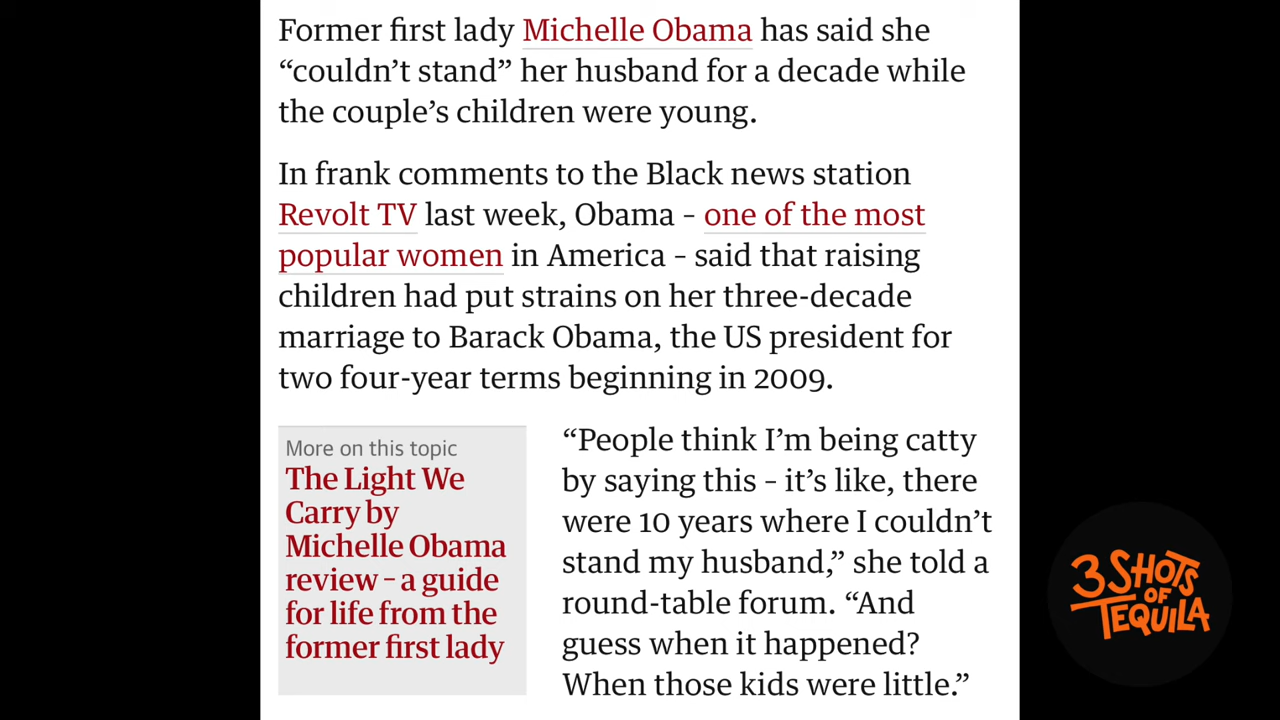 Former first lady Michelle Obama has said she
“couldn’t stand” her husband for a decade while
the couple’s children were young.
In frank comments to the Black news station
Revolt TV last week, Obama – one of the most
popular women in America – said that raising
children had put strains on her three-decade
marriage to Barack Obama, the US president for
two four-year terms beginning in 2009.
More on this topic
The Light We
Carry by
Michelle Obama
review – a guide
for life from the
former first lady
“People think I’m being catty
by saying this – it’s like, there
were 10 years where I couldn’t
stand my husband,” she told a
round-table forum. “And
guess when it happened?
When those kids were little.”
3 SHOTS
OF
TEQUILA